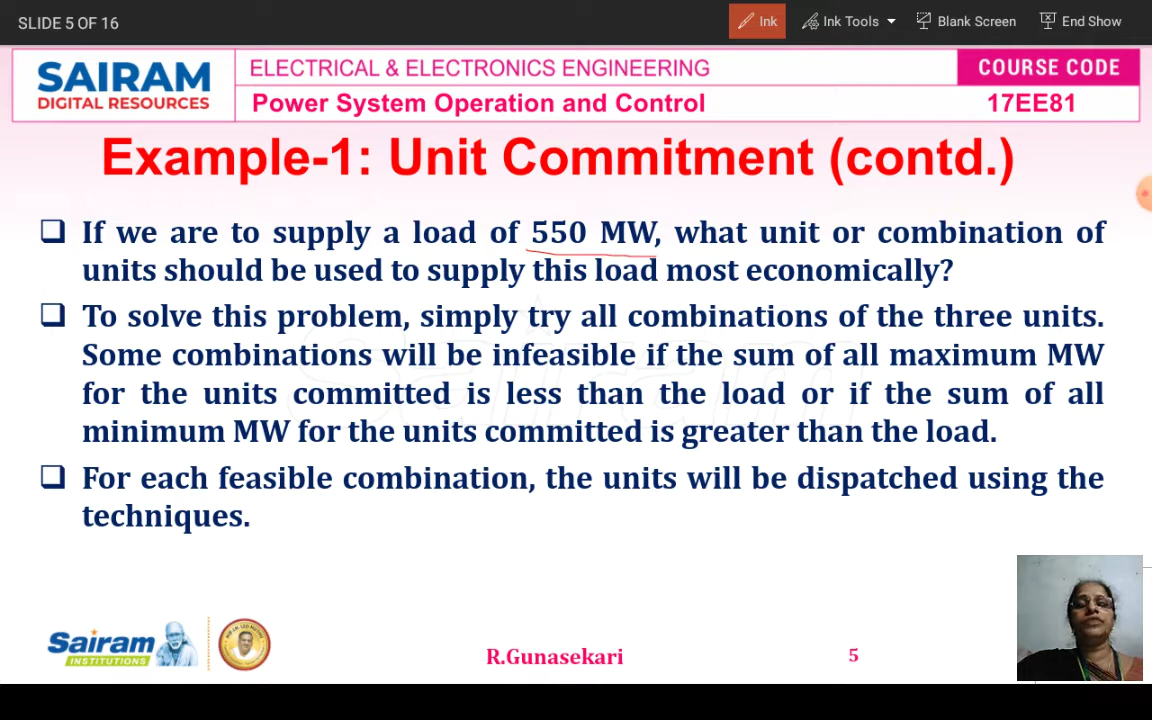 SLIDE 5 OF 16
Ink
Ink Tools
Blank Screen
End Show
SAIRAM
DIGITAL RESOURCES
ELECTRICAL & ELECTRONICS ENGINEERING
COURSE CODE
Power System Operation and Control
17EE81
Example-1: Unit Commitment (contd.)
❑ If we are to supply a load of 550 MW, what unit or combination of
units should be used to supply this load most economically?
❑ To solve this problem, simply try all combinations of the three units.
Some combinations will be infeasible if the sum of all maximum MW
for the units committed is less than the load or if the sum of all
minimum MW for the units committed is greater than the load.
❑ For each feasible combination, the units will be dispatched using the
techniques.
Sairam
Sairam
INSTITUTIONS
R.Gunasekari
5